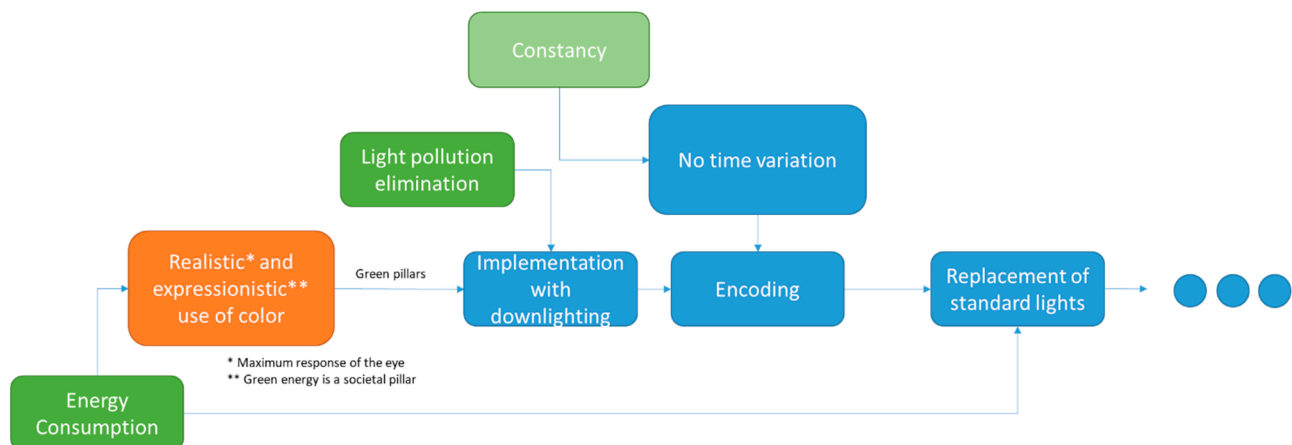 Constancy
Light pollution
elimination
No time variation
Realistic* and
expressionistic**
use of color
Green pillars
Implementation
with
downlighting
Encoding
Replacement of
standard lights
* Maximum response of the eye
** Green energy is a societal pillar
Energy
Consumption